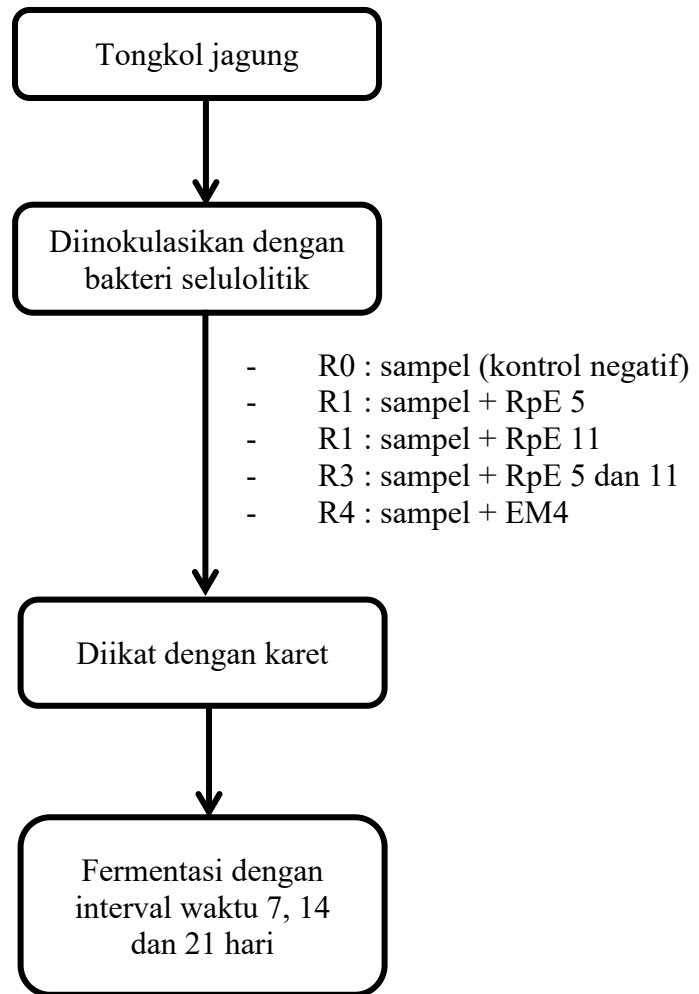 Tongkol jagung
Diinokulasikan dengan
bakteri selulolitik
- R0 : sampel (kontrol negatif)
- R1 : sampel + RpE 5
- R1 : sampel + RpE 11
- R3 : sampel + RpE 5 dan 11
- R4 : sampel + EM4
Diikat dengan karet
Fermentasi dengan
interval waktu 7, 14
dan 21 hari